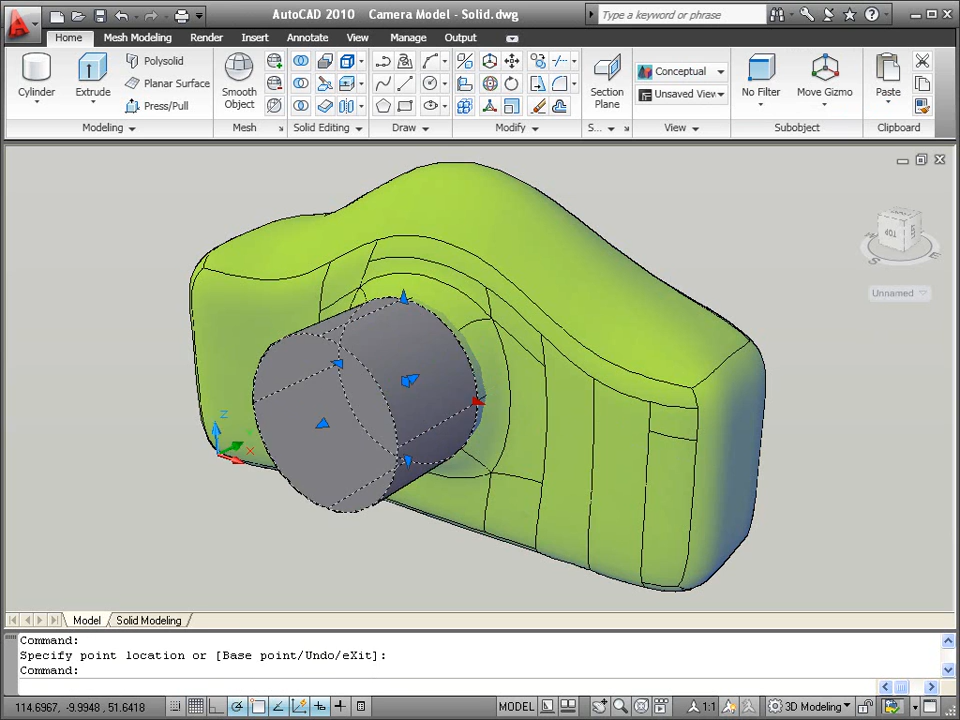 AutoCAD 2010 Camera Model - Solid.dwg
Type a keyword or phrase
Home Mesh Modeling Render Insert Annotate View Manage Output
Cylinder
Extrude
Polysolid
Planar Surface
Press/Pull
Smooth
Object
Section
Plane
Conceptual
Unsaved View
No Filter
Move Gizmo
Paste
Modeling Mesh Solid Editing Draw Modify S... View Subobject Clipboard
TOP
S
E
Unnamed
Z
X
Model Solid Modeling
Command:
Specify point location or [Base point/Undo/eXit]:
Command:
114.6967, -9.9948, 51.6418 MODEL 1:1 3D Modeling